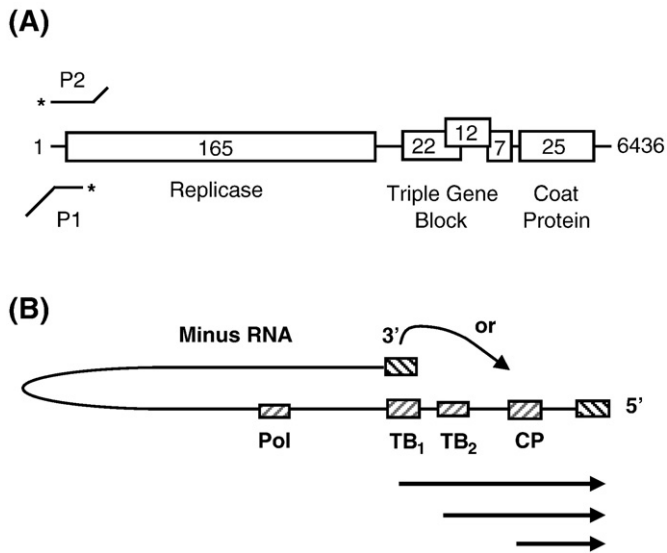 (A)
P2
*
1 165 22 12 7 25 6436
*
P1
Replicase
Triple Gene Block
Coat Protein
(B)
Minus RNA
3’
or
5’
Pol
TB1
TB2
CP